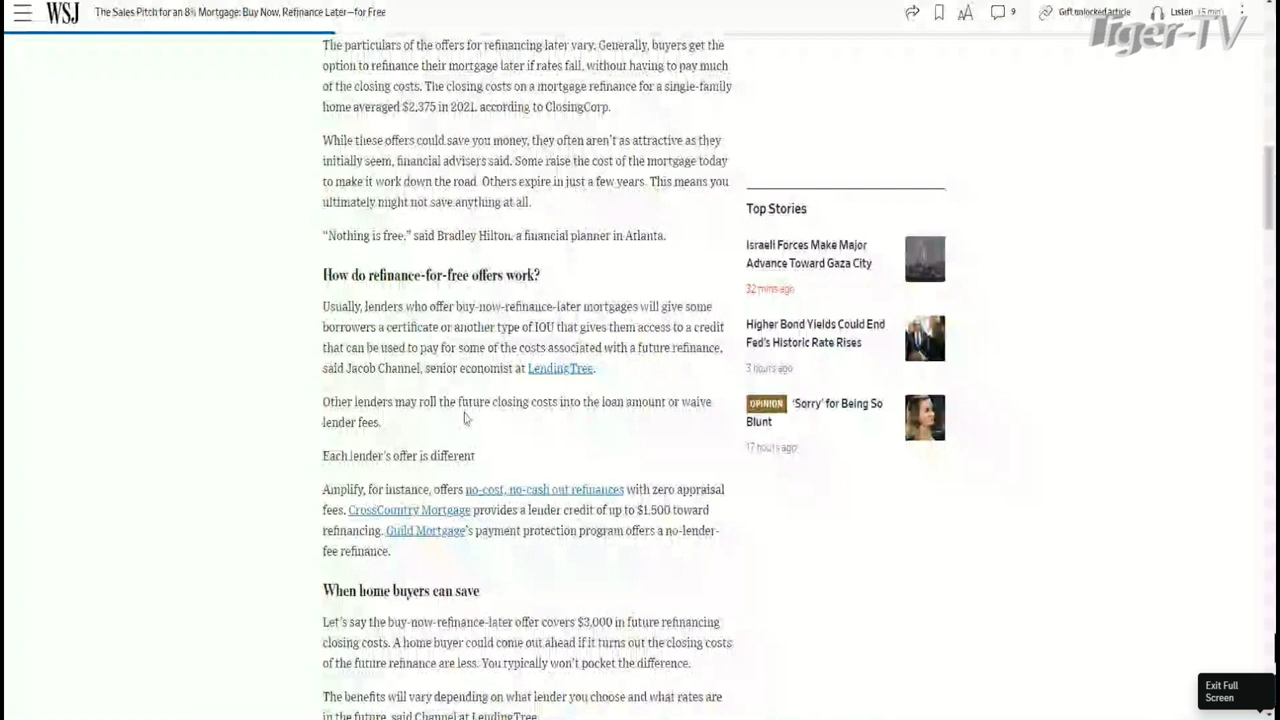 WSJ
The Sales Pitch for an 8% Mortgage: Buy Now, Refinance Later—for Free
9
Gift unlocked article
Listen (5 min)
Tiger-TV
The particulars of the offers for refinancing later vary. Generally, buyers get the
option to refinance their mortgage later if rates fall, without having to pay much
of the closing costs. The closing costs on a mortgage refinance for a single-family
home averaged $2,375 in 2021, according to ClosingCorp.
While these offers could save you money, they often aren't as attractive as they
initially seem, financial advisers said. Some raise the cost of the mortgage today
to make it work down the road. Others expire in just a few years. This means you
ultimately might not save anything at all.
“Nothing is free,” said Bradley Hilton, a financial planner in Atlanta.
How do refinance-for-free offers work?
Usually, lenders who offer buy-now-refinance-later mortgages will give some
borrowers a certificate or another type of IOU that gives them access to a credit
that can be used to pay for some of the costs associated with a future refinance,
said Jacob Channel, senior economist at LendingTree.
Other lenders may roll the future closing costs into the loan amount or waive
lender fees.
Each lender's offer is different
Amplify, for instance, offers no-cost, no-cash out refinances with zero appraisal
fees. CrossCountry Mortgage provides a lender credit of up to $1,500 toward
refinancing. Guild Mortgage's payment protection program offers a no-lender-
fee refinance.
When home buyers can save
Let's say the buy-now-refinance-later offer covers $3,000 in future refinancing
closing costs. A home buyer could come out ahead if it turns out the closing costs
of the future refinance are less. You typically won't pocket the difference.
The benefits will vary depending on what lender you choose and what rates are
in the future, said Channel at LendingTree.
Top Stories
Israeli Forces Make Major
Advance Toward Gaza City
32 mins ago
Higher Bond Yields Could End
Fed's Historic Rate Rises
3 hours ago
OPINION 'Sorry' for Being So
Blunt
17 hours ago
Exit Full
Screen